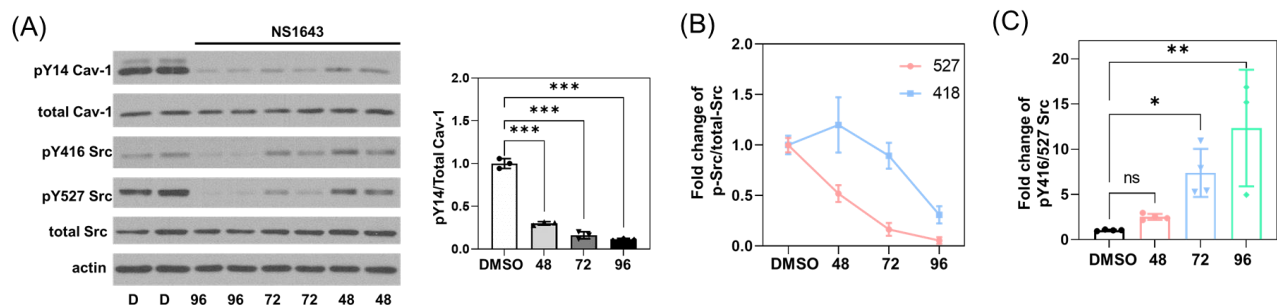 (A)
NS1643
pY14 Cav-1
total Cav-1
pY416 Src
pY527 Src
total Src
actin
D D 96 96 72 72 48 48
pY14/Total Cav-1
2.0
1.5
1.0
0.5
0.0
***
***
***
DMSO 48 72 96
(B)
Fold change of
p-Src/total-Src
2.0
1.5
1.0
0.5
0.0
527
418
DMSO 48 72 96
(C)
Fold change of
pY416/527 Src
20
15
10
5
0
**
*
ns
DMSO 48 72 96